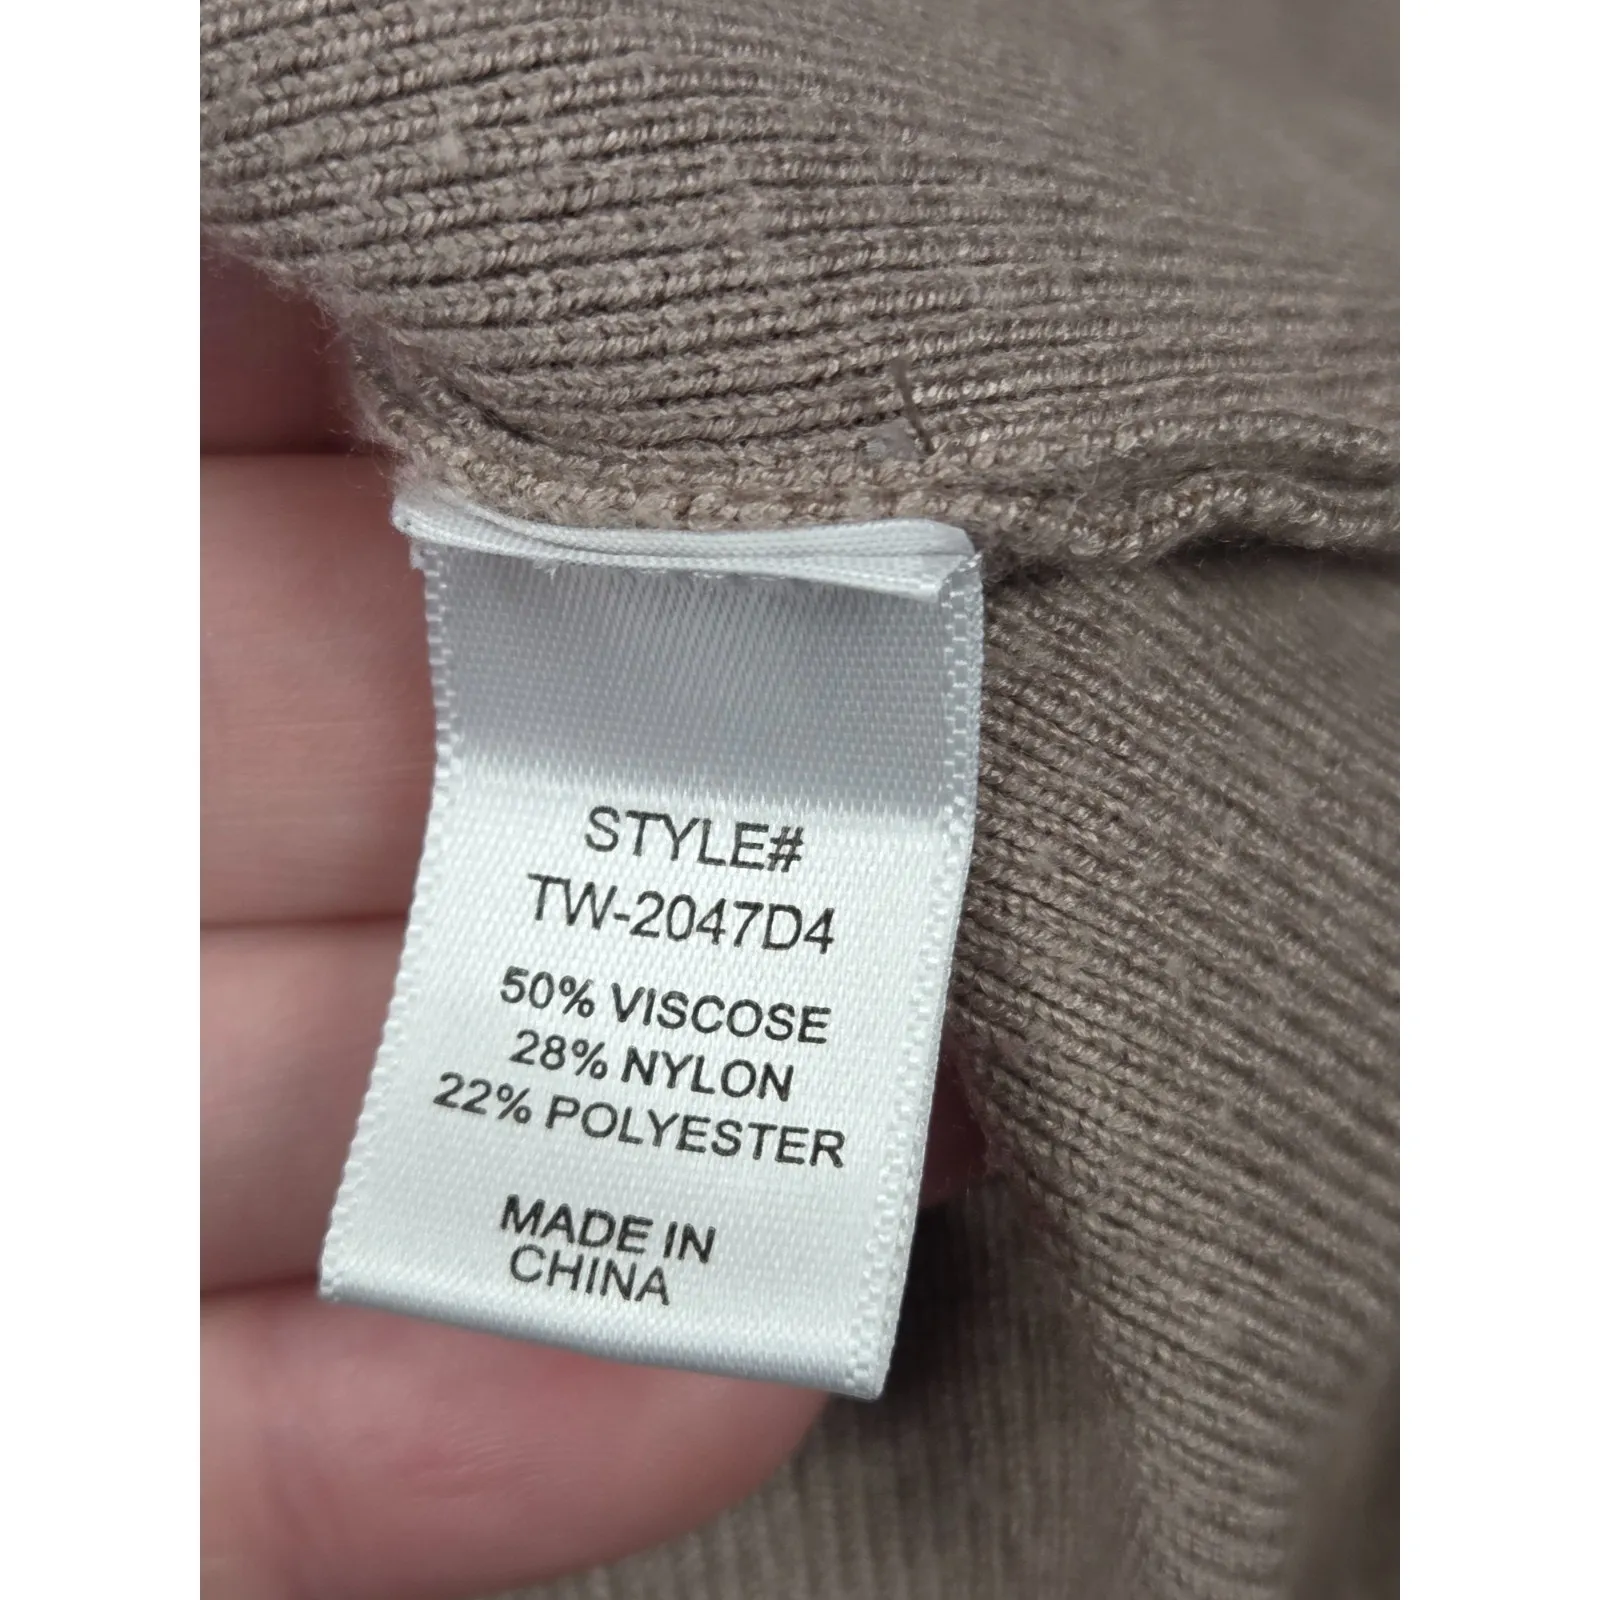 STYLE#
TW-2047D4
50% VISCOSE
28% NYLON
22% POLYESTER
MADE IN
CHINA